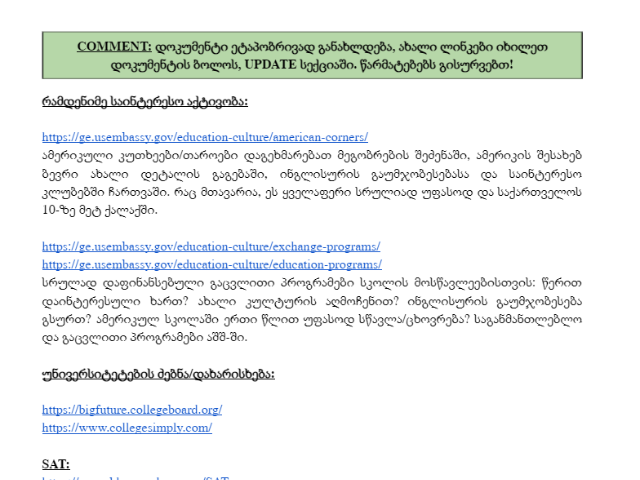 COMMENT: დოკუმენტი ეტაპობრივად განახლდება, ახალი ლინკები იხილეთ
დოკუმენტის ბოლოს, UPDATE სექციაში. წარმატებებს გისურვებთ!
რამდენიმე საინტერესო აქტივობა:
https://ge.usembassy.gov/education-culture/american-corners/
ამერიკული კუთხეები/თაროები დაგეხმარებათ მეგობრების შეძენაში, ამერიკის შესახებ
ბევრი ახალი დეტალის გაგებაში, ინგლისურის გაუმჯობესებასა და საინტერესო
კლუბებში ჩართვაში. რაც მთავარია, ეს ყველაფერი სრულიად უფასოდ და საქართველოს
10-ზე მეტ ქალაქში.
https://ge.usembassy.gov/education-culture/exchange-programs/
https://ge.usembassy.gov/education-culture/education-programs/
სრულად დაფინანსებული გაცვლითი პროგრამები სკოლის მოსწავლეებისთვის: წერით
დაინტერესული ხართ? ახალი კულტურის აღმოჩენით? ინგლისურის გაუმჯობესება
გსურთ? ამერიკულ სკოლაში ერთი წლით უფასოდ სწავლა/ცხოვრება? საგანმანთლებლო
და გაცვლითი პროგრამები აშშ-ში.
უნივერსიტეტების ძებნა/დახარისხება:
https://bigfuture.collegeboard.org/
https://www.collegesimply.com/
SAT: